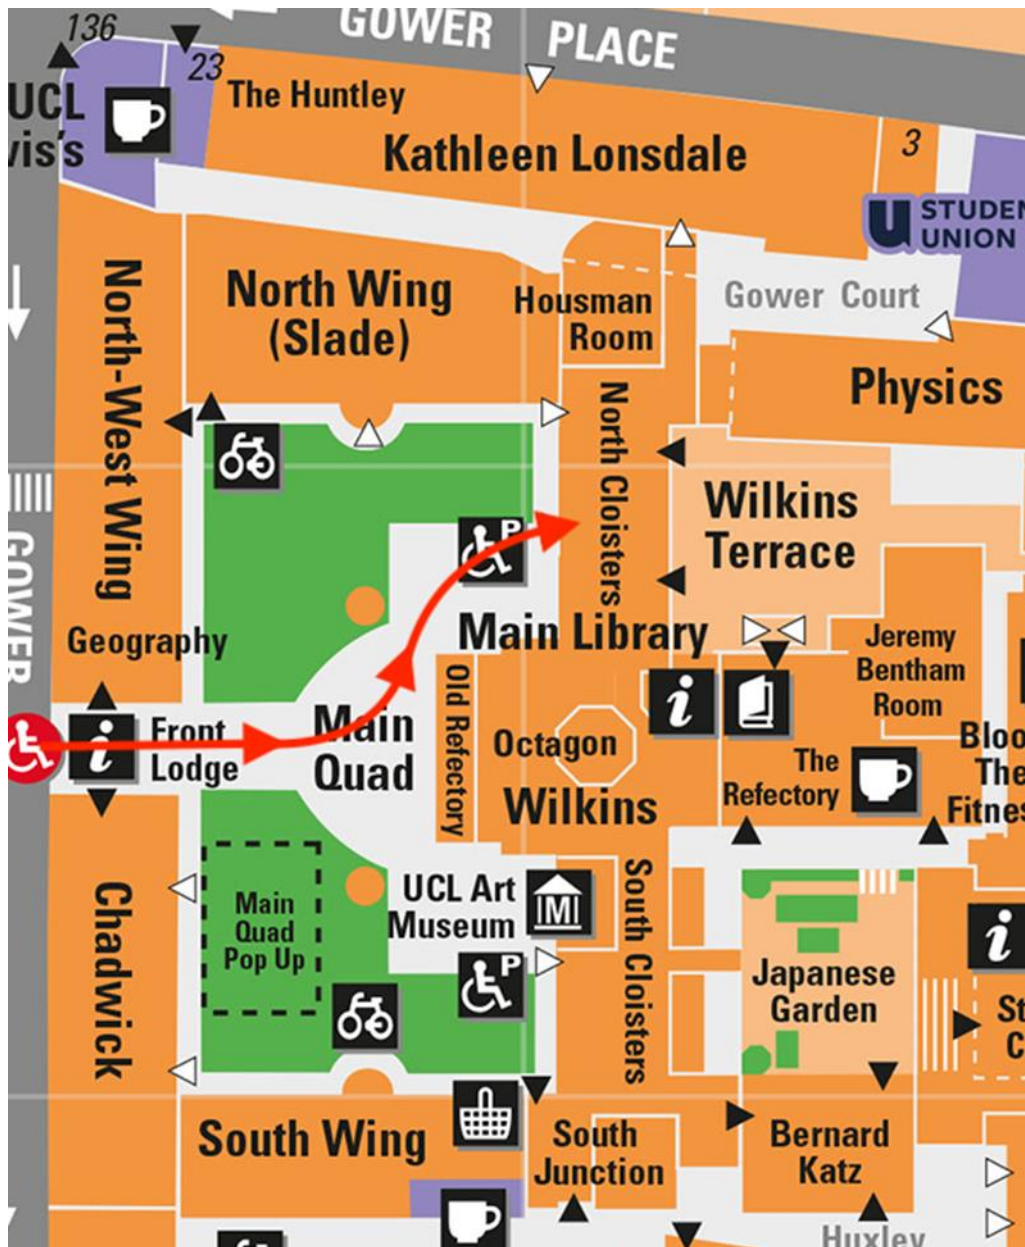 GOWER PLACE
136
23
UCL
vis's
The Huntley
Kathleen Lonsdale
3
STUDEN
UNION
North-West Wing
North Wing
(Slade)
Housman
Room
Gower Court
Physics
North Cloisters
Wilkins
Terrace
GOWER
Geography
Main Library
Jeremy
Bentham
Room
Front
Lodge
i
Main
Quad
Old Refectory
Octagon
Wilkins
i
The
Refectory
Bloo
The
Fitnes
P
Chadwick
Main
Quad
Pop Up
UCL Art
Museum
M
South Cloisters
P
Japanese
Garden
i
St
C
South Wing
South
Junction
Bernard
Katz
Huxley